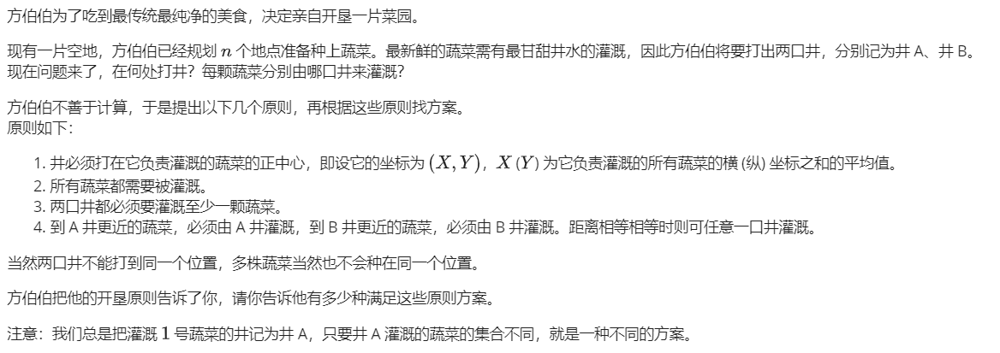 方伯伯为了吃到最传统最纯净的美食，决定亲自开垦一片菜园。
现有一片空地，方伯伯已经规划 n 个地点准备种上蔬菜。最新鲜的蔬菜需有最甘甜井水的灌溉，因此方伯伯将要打出两口井，分别记为井 A、井 B。
现在问题来了，在何处打井？每颗蔬菜分别由哪口井来灌溉？
方伯伯不善于计算，于是提出以下几个原则，再根据这些原则找方案。
原则如下：
1. 井必须打在它负责灌溉的蔬菜的正中心，即设它的坐标为 (X, Y)，X (Y) 为它负责灌溉的所有蔬菜的横 (纵) 坐标之和的平均值。
2. 所有蔬菜都需要被灌溉。
3. 两口井都必须要灌溉至少一颗蔬菜。
4. 到 A 井更近的蔬菜，必须由 A 井灌溉，到 B 井更近的蔬菜，必须由 B 井灌溉。距离相等相等时则可任意一口井灌溉。
当然两口井不能打到同一个位置，多株蔬菜当然也不会种在同一个位置。
方伯伯把他的开垦原则告诉了你，请你告诉他有多少种满足这些原则方案。
注意：我们总是把灌溉 1 号蔬菜的井记为井 A，只要井 A 灌溉的蔬菜的集合不同，就是一种不同的方案。